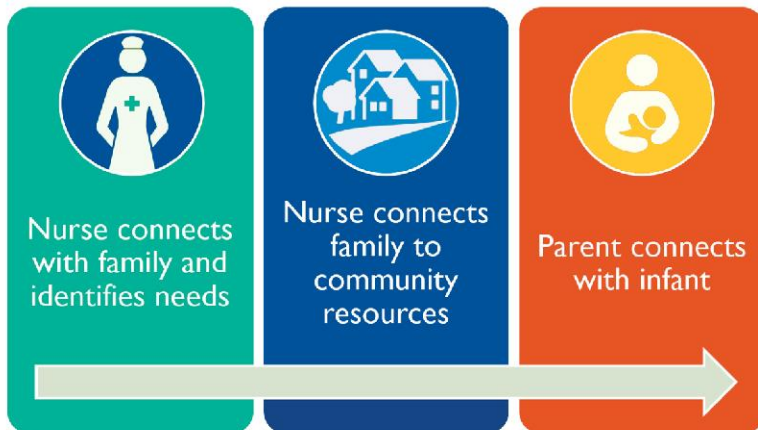 Nurse connects
with family and
identifies needs
Nurse connects
family to
community
resources
Parent connects
with infant